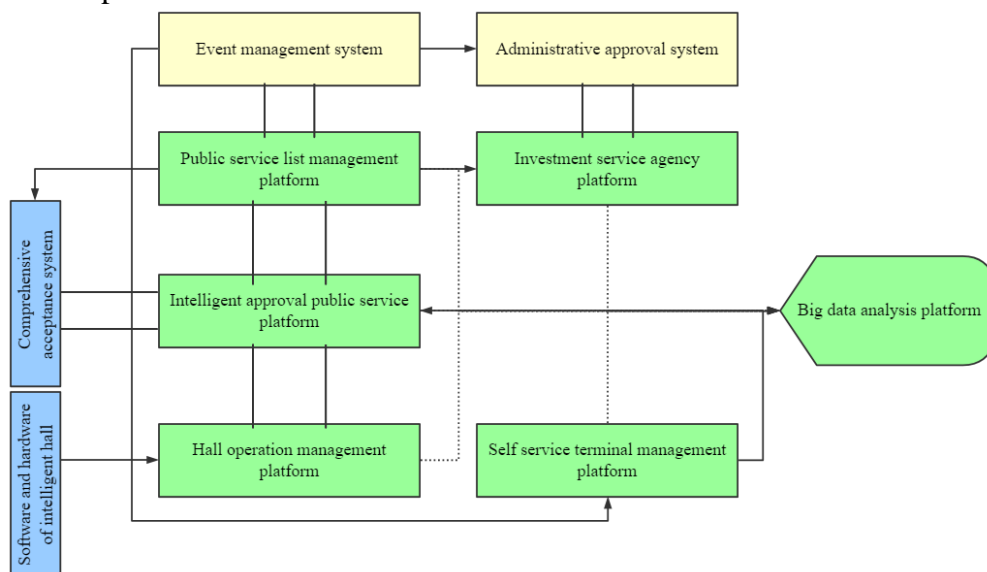 Event management system
Administrative approval system
Public service list management
platform
Investment service agency
platform
Comprehensive
acceptance system
Intelligent approval public service
platform
Big data analysis platform
Software and hardware
of intelligent hall
Hall operation management
platform
Self service terminal management
platform